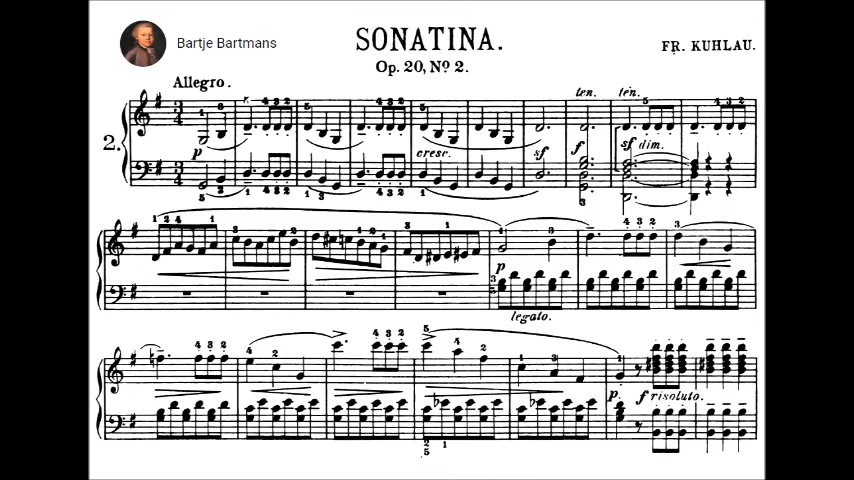 Bartje Bartmans
SONATINA.
Op. 20, No 2.
FR. KUHLAU.
Allegro.
2.
p
cresc.
sf
f
ten.
ten.
sf dim.
p
legato.
p.
f risoluto.